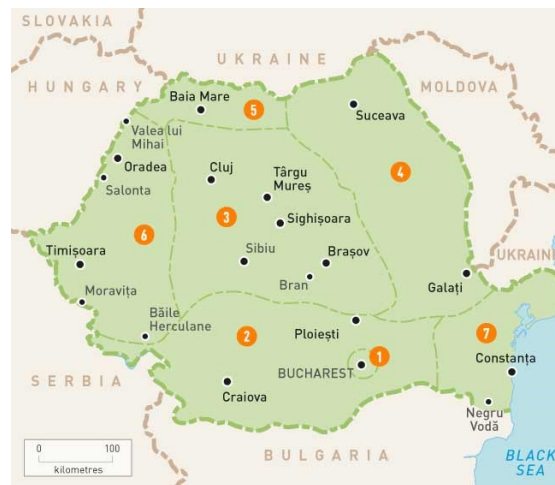 SLOVAKIA
UKRAINE
HUNGARY
MOLDOVA
Baia Mare
Suceava
5
Valea lui
Mihai
Oradea
Cluj
Târgu
Mureș
4
Salonta
3
Sighișoara
6
Timișoara
Sibiu
Brașov
UKRAINE
Bran
Galați
Moravița
Băile
Herculane
2
Ploiești
7
1
BUCHAREST
Constanța
SERBIA
Craiova
Negru
Vodă
0 100
kilometres
BULGARIA
BLACK
SEA